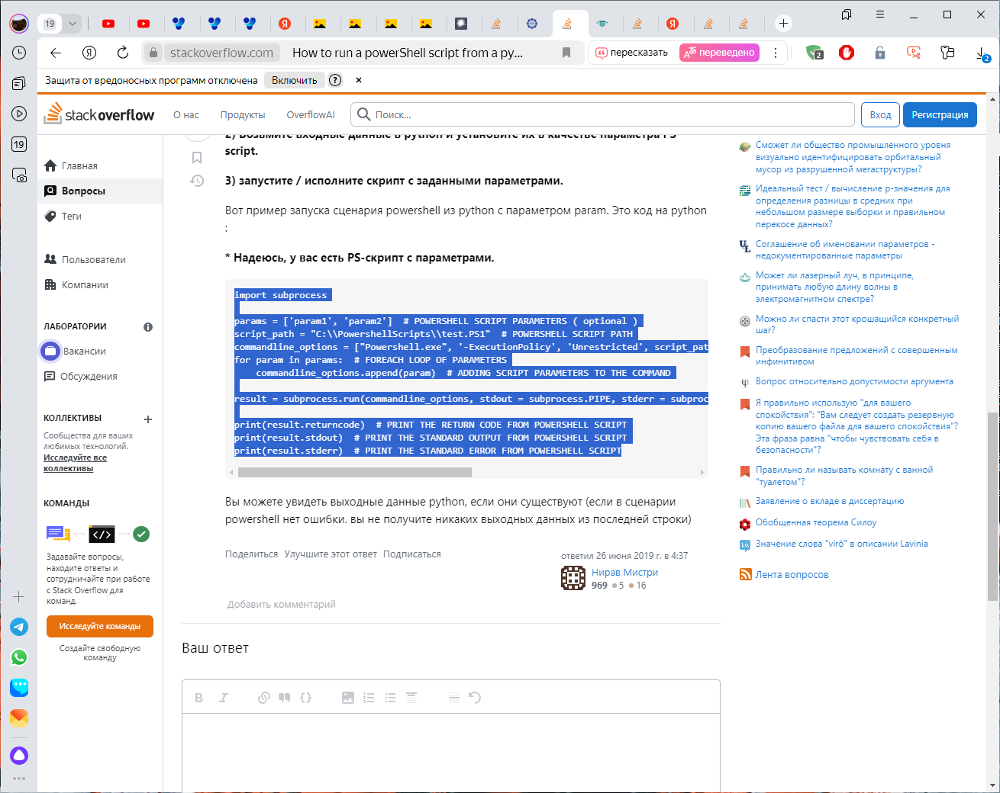 19
stackoverflow.com
How to run a powerShell script from a py...
пересказать
переведено
2
2
Защита от вредоносных программ отключена
Включить
stackoverflow
О нас
Продукты
OverflowAI
Поиск...
Вход
Регистрация
19
Главная
Вопросы
Теги
Пользователи
Компании
ЛАБОРАТОРИИ
Вакансии
Обсуждения
КОЛЛЕКТИВЫ
Сообщества для ваших
любимых технологий.
Исследуйте все
коллективы
КОМАНДЫ
Задавайте вопросы,
находите ответы и
сотрудничайте при работе
с Stack Overflow для
команд.
Исследуйте команды
Создайте свободную
команду
2) Возьмите входные данные в python и установите их в качестве параметра PS
script.
3) запустите / исполните скрипт с заданными параметрами.
Вот пример запуска сценария powershell из python с параметром param. Это код на python
:
* Надеюсь, у вас есть PS-скрипт с параметрами.
import subprocess
params = ['param1', 'param2']  # POWERSHELL SCRIPT PARAMETERS ( optional )
script_path = "C:\\PowershellScripts\\test.PS1"  # POWERSHELL SCRIPT PATH
commandline_options = ["Powershell.exe", '-ExecutionPolicy', 'Unrestricted', script_pat
for param in params:  # FOREACH LOOP OF PARAMETERS
    commandline_options.append(param)  # ADDING SCRIPT PARAMETERS TO THE COMMAND
result = subprocess.run(commandline_options, stdout = subprocess.PIPE, stderr = subproc
print(result.returncode)  # PRINT THE RETURN CODE FROM POWERSHELL SCRIPT
print(result.stdout)  # PRINT THE STANDARD OUTPUT FROM POWERSHELL SCRIPT
print(result.stderr)  # PRINT THE STANDARD ERROR FROM POWERSHELL SCRIPT
Вы можете увидеть выходные данные python, если они существуют (если в сценарии
powershell нет ошибки. вы не получите никаких выходных данных из последней строки)
Поделиться Улучшите этот ответ Подписаться
ответил 26 июня 2019 г. в 4:37
Нирав Мистри
969 5 16
Добавить комментарий
Ваш ответ
Сможет ли общество промышленного уровня
визуально идентифицировать орбитальный
мусор из разрушенной мегаструктуры?
Идеальный тест / вычисление p-значения для
определения разницы в средних при
небольшом размере выборки и правильном
перекосе данных?
Соглашение об именовании параметров -
недокументированные параметры
Может ли лазерный луч, в принципе,
принимать любую длину волны в
электромагнитном спектре?
Можно ли спасти этот крошащийся конкретный
шаг?
Преобразование предложений с совершенным
инфинитивом
Вопрос относительно допустимости аргумента
Я правильно использую "для вашего
спокойствия": "Вам следует создать резервную
копию вашего файла для вашего спокойствия"?
Эта фраза равна "чтобы чувствовать себя в
безопасности"?
Правильно ли называть комнату с ванной
"туалетом"?
Заявление о вкладе в диссертацию
Обобщенная теорема Силоу
Значение слова "virō" в описании Lavinia
Лента вопросов